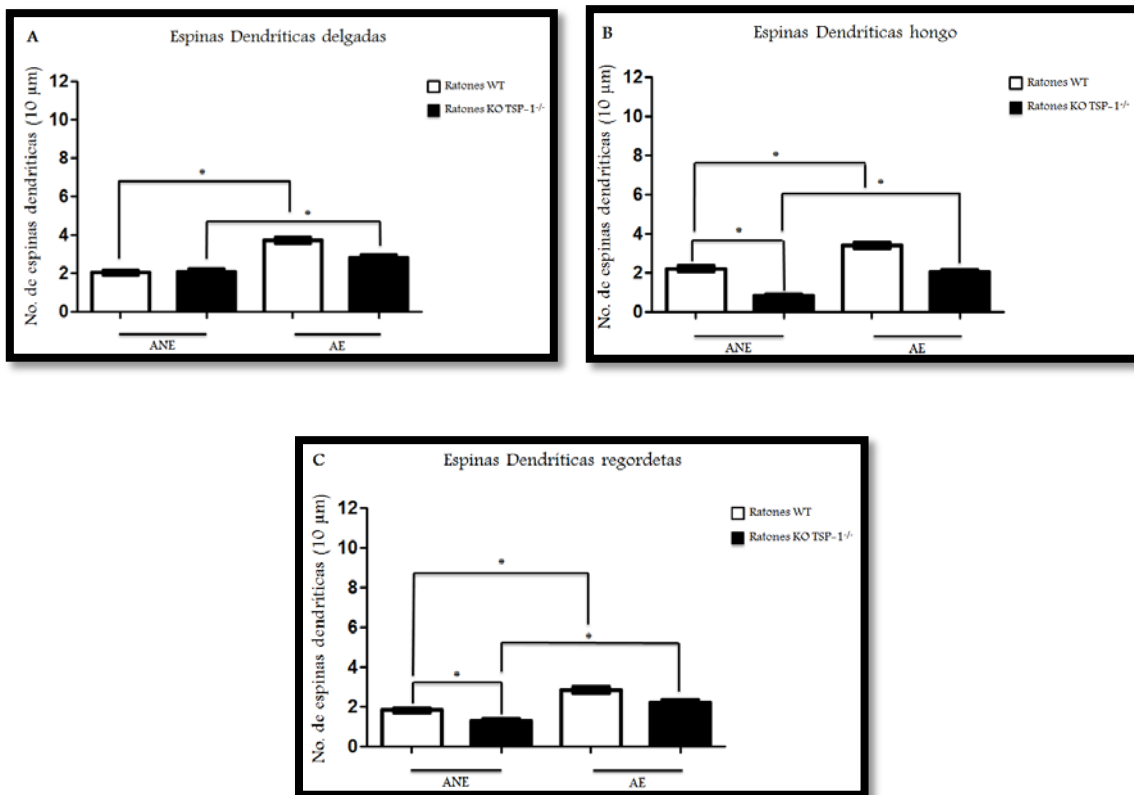 A
Espinas Dendríticas delgadas
No. de espinas dendríticas (10 µm)
12
10
8
6
4
2
0
Ratones WT
Ratones KO TSP-1-/-
*
*
ANE
AE
B
Espinas Dendríticas hongo
No. de espinas dendríticas (10 µm)
12
10
8
6
4
2
0
Ratones WT
Ratones KO TSP-1-/-
*
*
*
ANE
AE
C
Espinas Dendríticas regordetas
No. de espinas dendríticas (10 µm)
12
10
8
6
4
2
0
Ratones WT
Ratones KO TSP-1-/-
*
*
*
ANE
AE